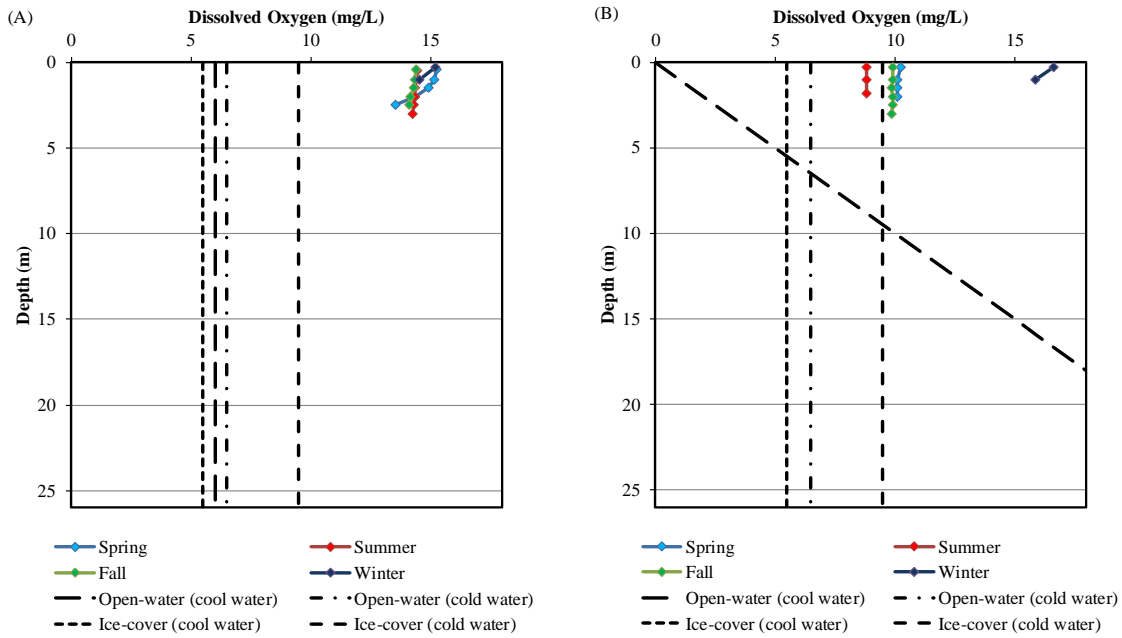 (A)
Dissolved Oxygen (mg/L)
0 5 10 15
0
5
10
15
20
25
Depth (m)
Spring Summer
Fall Winter
Open-water (cool water) Open-water (cold water)
Ice-cover (cool water) Ice-cover (cold water)
(B)
Dissolved Oxygen (mg/L)
0 5 10 15
0
5
10
15
20
25
Depth (m)
Spring Summer
Fall Winter
Open-water (cool water) Open-water (cold water)
Ice-cover (cool water) Ice-cover (cold water)